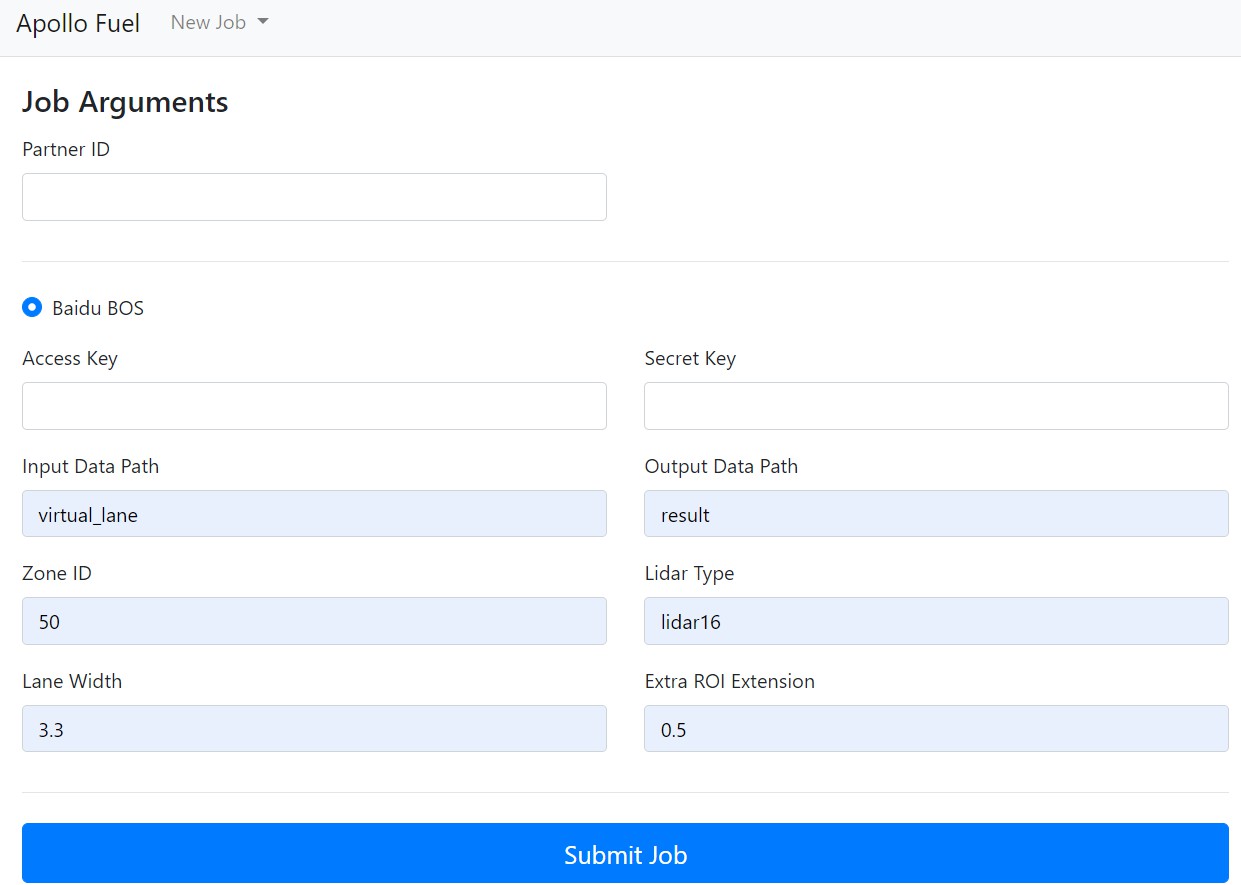 Apollo Fuel New Job
Job Arguments
Partner ID
Baidu BOS
Access Key Secret Key
Input Data Path Output Data Path
virtual_lane result
Zone ID Lidar Type
50 lidar16
Lane Width Extra ROI Extension
3.3 0.5
Submit Job